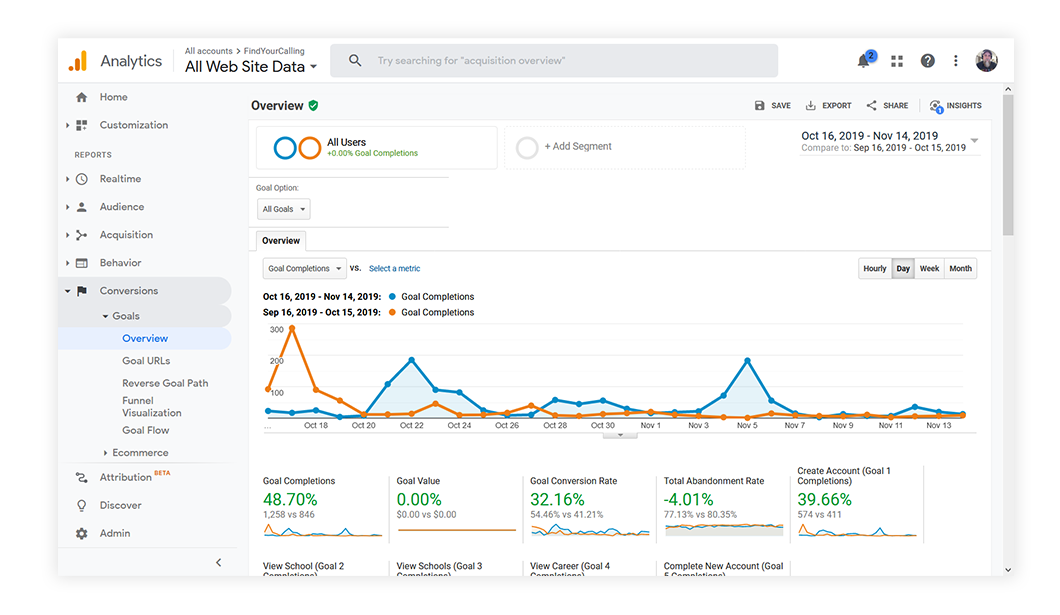 Analytics
All accounts > FindYourCalling
All Web Site Data
Try searching for "acquisition overview"
2
Home
Customization
REPORTS
Realtime
Audience
Acquisition
Behavior
Conversions
Goals
Overview
Goal URLs
Reverse Goal Path
Funnel
Visualization
Goal Flow
Ecommerce
Attribution BETA
Discover
Admin
Overview
SAVE
EXPORT
SHARE
1
INSIGHTS
All Users
+0.00% Goal Completions
+ Add Segment
Oct 16, 2019 - Nov 14, 2019
Compare to: Sep 16, 2019 - Oct 15, 2019
Goal Option:
All Goals
Overview
Goal Completions VS. Select a metric
Hourly Day Week Month
Oct 16, 2019 - Nov 14, 2019: Goal Completions
Sep 16, 2019 - Oct 15, 2019: Goal Completions
300
200
100
... Oct 18 Oct 20 Oct 22 Oct 24 Oct 26 Oct 28 Oct 30 Nov 1 Nov 3 Nov 5 Nov 7 Nov 9 Nov 11 Nov 13
Goal Completions
48.70%
1,258 vs 846
Goal Value
0.00%
$0.00 vs $0.00
Goal Conversion Rate
32.16%
54.46% vs 41.21%
Total Abandonment Rate
-4.01%
77.13% vs 80.35%
Create Account (Goal 1
Completions)
39.66%
574 vs 411
View School (Goal 2
Completions)
View Schools (Goal 3
Completions)
View Career (Goal 4
Completions)
Complete New Account (Goal
5 Completions)